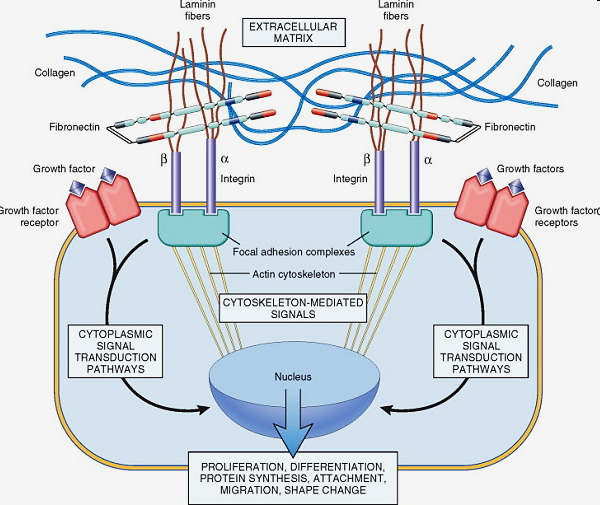 Laminin
fibers
Laminin
fibers
EXTRACELLULAR
MATRIX
Collagen
Collagen
Fibronectin
Fibronectin
β
α
β
α
Growth factor
Integrin
Integrin
Growth factors
Growth factor
receptor
Growth factor
receptors
Focal adhesion complexes
Actin cytoskeleton
CYTOSKELETON-MEDIATED
SIGNALS
CYTOPLASMIC
SIGNAL
TRANSDUCTION
PATHWAYS
CYTOPLASMIC
SIGNAL
TRANSDUCTION
PATHWAYS
Nucleus
PROLIFERATION, DIFFERENTIATION,
PROTEIN SYNTHESIS, ATTACHMENT,
MIGRATION, SHAPE CHANGE